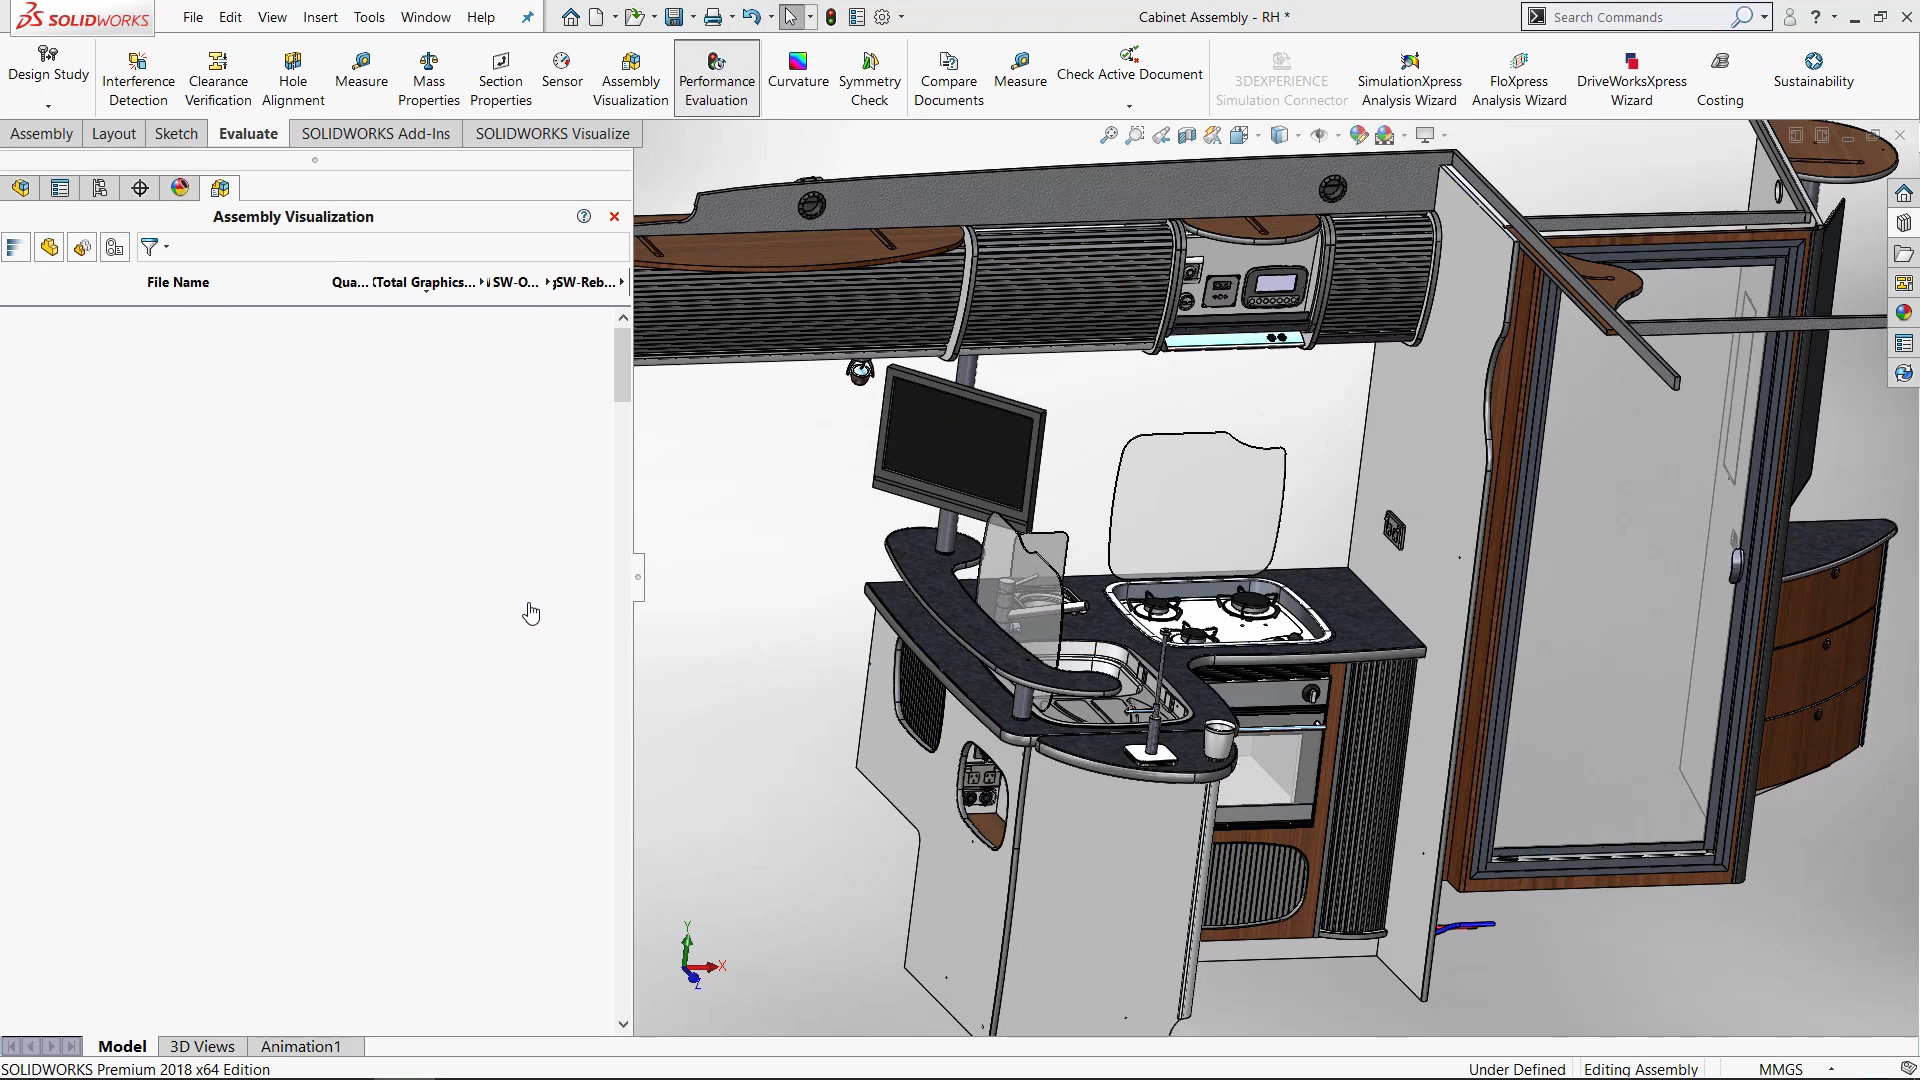 SOLIDWORKS File Edit View Insert Tools Window Help
Cabinet Assembly - RH *
Search Commands
?
Design Study
Interference Detection
Clearance Verification
Hole Alignment
Measure
Mass Properties
Section Properties
Sensor
Assembly Visualization
Performance Evaluation
Curvature
Symmetry Check
Compare Documents
Measure
Check Active Document
3DEXPERIENCE Simulation Connector
SimulationXpress Analysis Wizard
FloXpress Analysis Wizard
DriveWorksXpress Wizard
Costing
Sustainability
Assembly Layout Sketch Evaluate SOLIDWORKS Add-Ins SOLIDWORKS Visualize
Assembly Visualization
File Name Qua... (Total Graphics... SW-O... SW-Reb...
Y
X
Z
Model 3D Views Animation1
SOLIDWORKS Premium 2018 x64 Edition Under Defined Editing Assembly MMGS